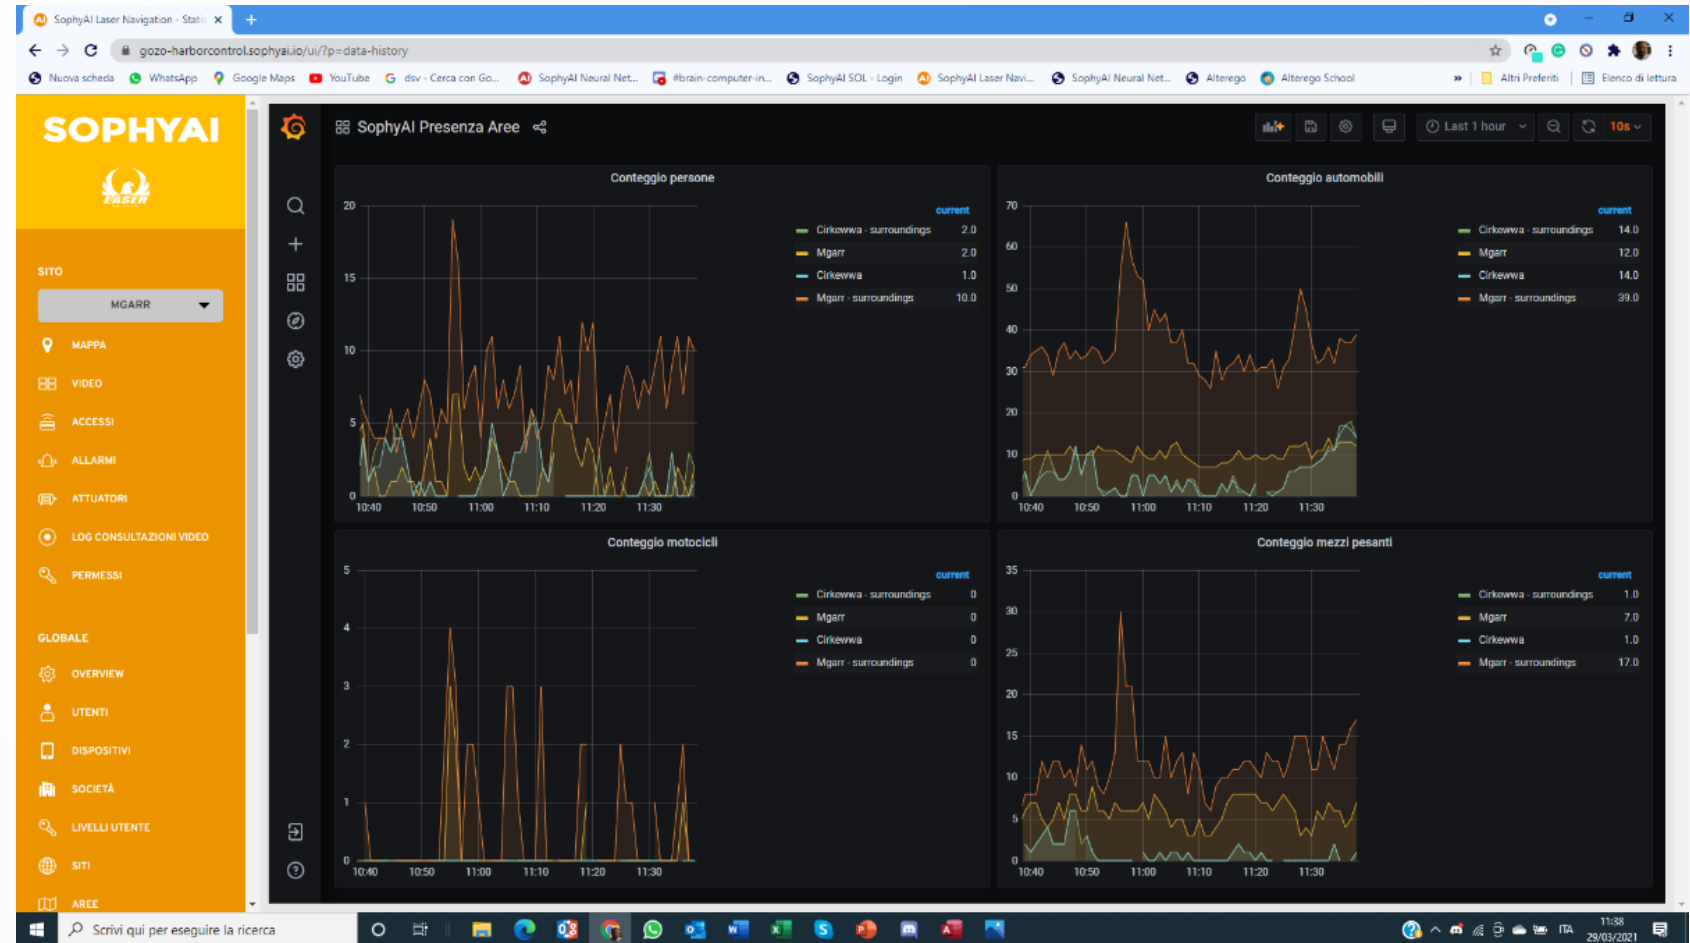 SophyAI Laser Navigation - Stati
gozo-harborcontrol.sophyai.io/ui/?p=data-history
Nuova scheda WhatsApp Google Maps YouTube dsv - Cerca con Go... SophyAI Neural Net... #brain-computer-in... SophyAI SOL - Login SophyAI Laser Navi... SophyAI Neural Net... Alterego Alterego School » Altri Preferiti Elenco di lettura
SOPHYAI
LASER
SITO
MGARR
MAPPA
VIDEO
ACCESSI
ALLARMI
ATTUATORI
LOG CONSULTAZIONI VIDEO
PERMESSI
GLOBALE
OVERVIEW
UTENTI
DISPOSITIVI
SOCIETÀ
LIVELLI UTENTE
SITI
AREE
SophyAI Presenza Aree
Last 1 hour
10s
Conteggio persone
20
15
10
5
0
10:40 10:50 11:00 11:10 11:20 11:30
current
Cirkewwa - surroundings 2.0
Mgarr 2.0
Cirkewwa 1.0
Mgarr - surroundings 10.0
Conteggio automobili
70
60
50
40
30
20
10
0
10:40 10:50 11:00 11:10 11:20 11:30
current
Cirkewwa - surroundings 14.0
Mgarr 12.0
Cirkewwa 14.0
Mgarr - surroundings 39.0
Conteggio motocicli
5
4
3
2
1
0
10:40 10:50 11:00 11:10 11:20 11:30
current
Cirkewwa - surroundings 0
Mgarr 0
Cirkewwa 0
Mgarr - surroundings 0
Conteggio mezzi pesanti
35
30
25
20
15
10
5
0
10:40 10:50 11:00 11:10 11:20 11:30
current
Cirkewwa - surroundings 1.0
Mgarr 7.0
Cirkewwa 1.0
Mgarr - surroundings 17.0
Scrivi qui per eseguire la ricerca
ITA
11:38
29/03/2021